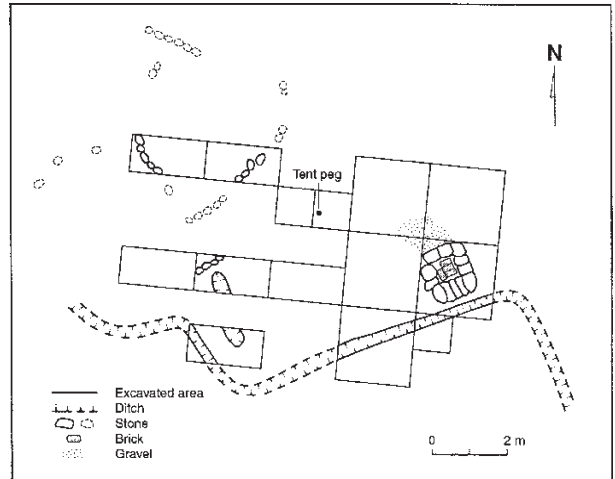 N
Tent peg
Excavated area
Ditch
Stone
Brick
Gravel
0 2 m